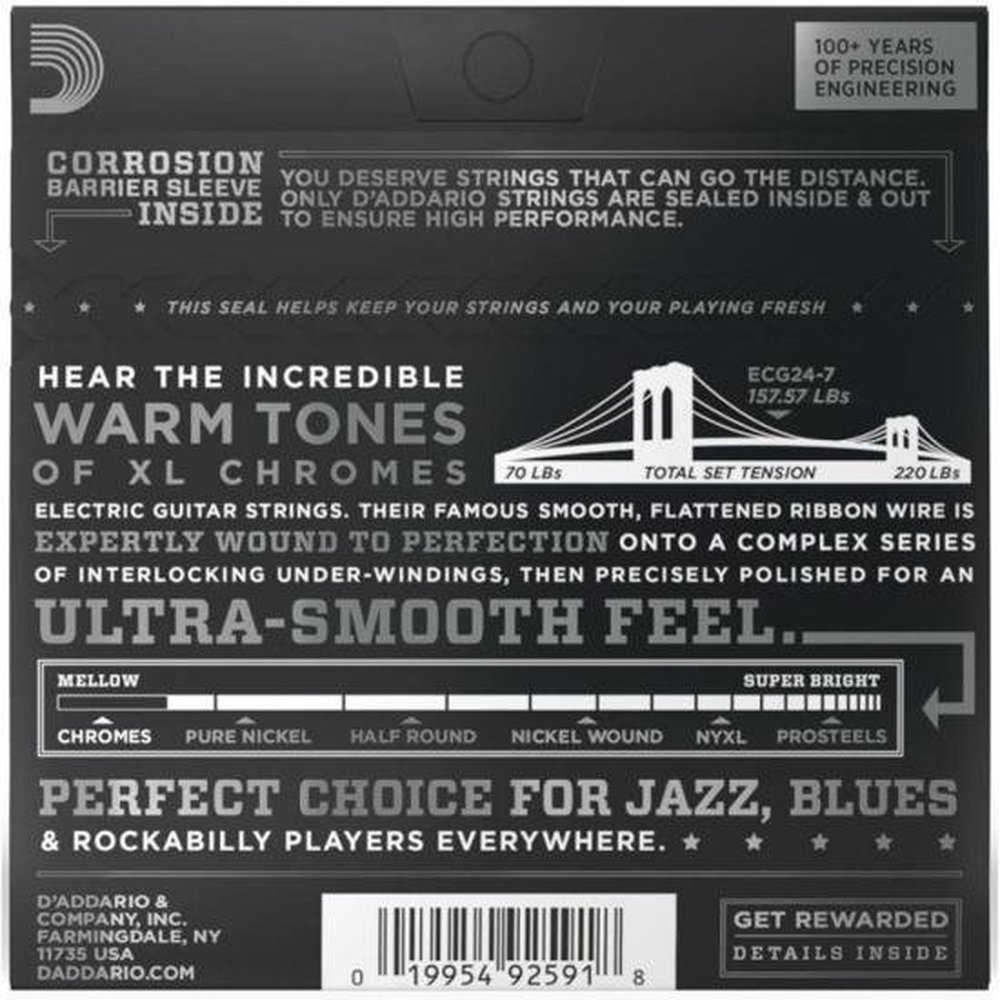 100+ YEARS
OF PRECISION
ENGINEERING
CORROSION
BARRIER SLEEVE
INSIDE
YOU DESERVE STRINGS THAT CAN GO THE DISTANCE.
ONLY D'ADDARIO STRINGS ARE SEALED INSIDE & OUT
TO ENSURE HIGH PERFORMANCE.
THIS SEAL HELPS KEEP YOUR STRINGS AND YOUR PLAYING FRESH
HEAR THE INCREDIBLE
WARM TONES
OF XL CHROMES
ECG24-7
157.57 LBs
70 LBs TOTAL SET TENSION 220 LBs
ELECTRIC GUITAR STRINGS. THEIR FAMOUS SMOOTH, FLATTENED RIBBON WIRE IS
EXPERTLY WOUND TO PERFECTION ONTO A COMPLEX SERIES
OF INTERLOCKING UNDER-WINDINGS, THEN PRECISELY POLISHED FOR AN
ULTRA-SMOOTH FEEL..
MELLOW SUPER BRIGHT
CHROMES PURE NICKEL HALF ROUND NICKEL WOUND NYXL PROSTEELS
PERFECT CHOICE FOR JAZZ, BLUES
& ROCKABILLY PLAYERS EVERYWHERE.
D'ADDARIO &
COMPANY, INC.
FARMINGDALE, NY
11735 USA
DADDARIO.COM
0 19954 92591 8
GET REWARDED
DETAILS INSIDE